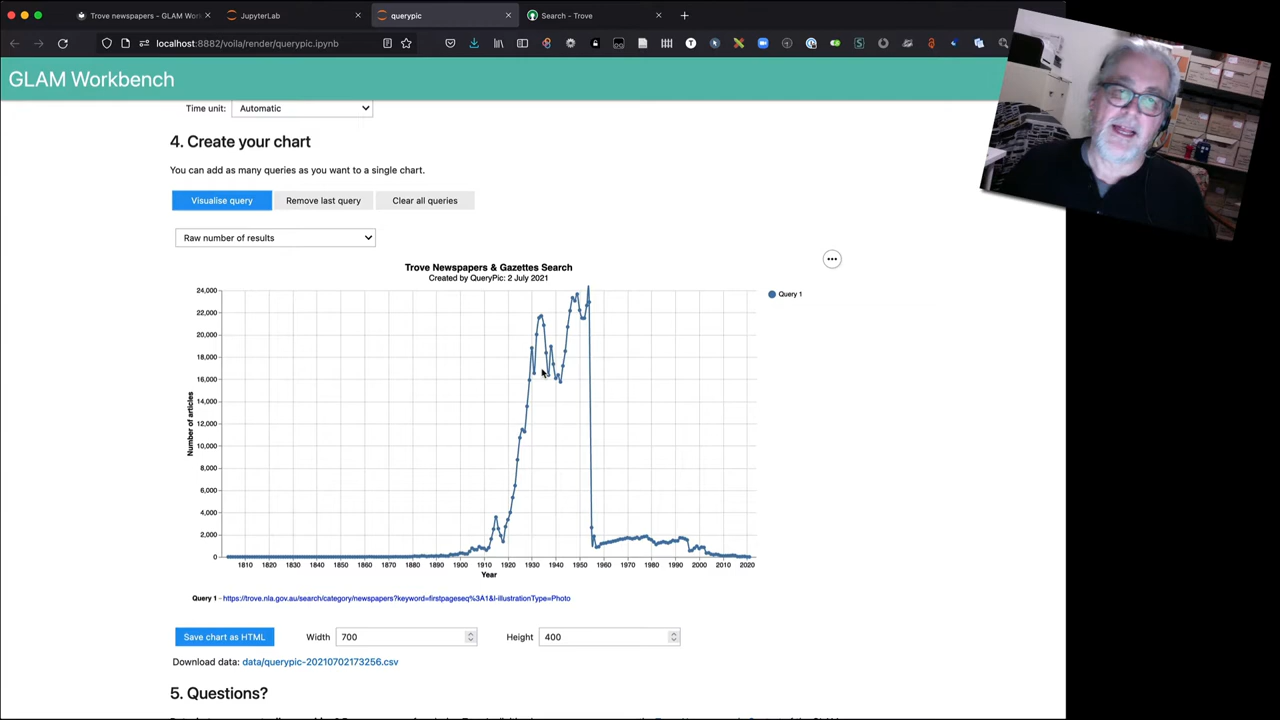 Trove newspapers - GLAM Wor
JupyterLab
querypic
Search - Trove
localhost:8882/voila/render/querypic.ipynb
GLAM Workbench
Time unit: Automatic
4. Create your chart
You can add as many queries as you want to a single chart.
Visualise query Remove last query Clear all queries
Raw number of results
Trove Newspapers & Gazettes Search
Created by QueryPic: 2 July 2021
Query 1
24,000
22,000
20,000
18,000
16,000
14,000
12,000
10,000
8,000
6,000
4,000
2,000
0
Number of articles
1810 1820 1830 1840 1850 1860 1870 1880 1890 1900 1910 1920 1930 1940 1950 1960 1970 1980 1990 2000 2010 2020
Year
Query 1 - https://trove.nla.gov.au/search/category/newspapers?keyword=firstpageseq%3A1&l-illustrationType=Photo
Save chart as HTML Width 700 Height 400
Download data: data/querypic-20210702173256.csv
5. Questions?